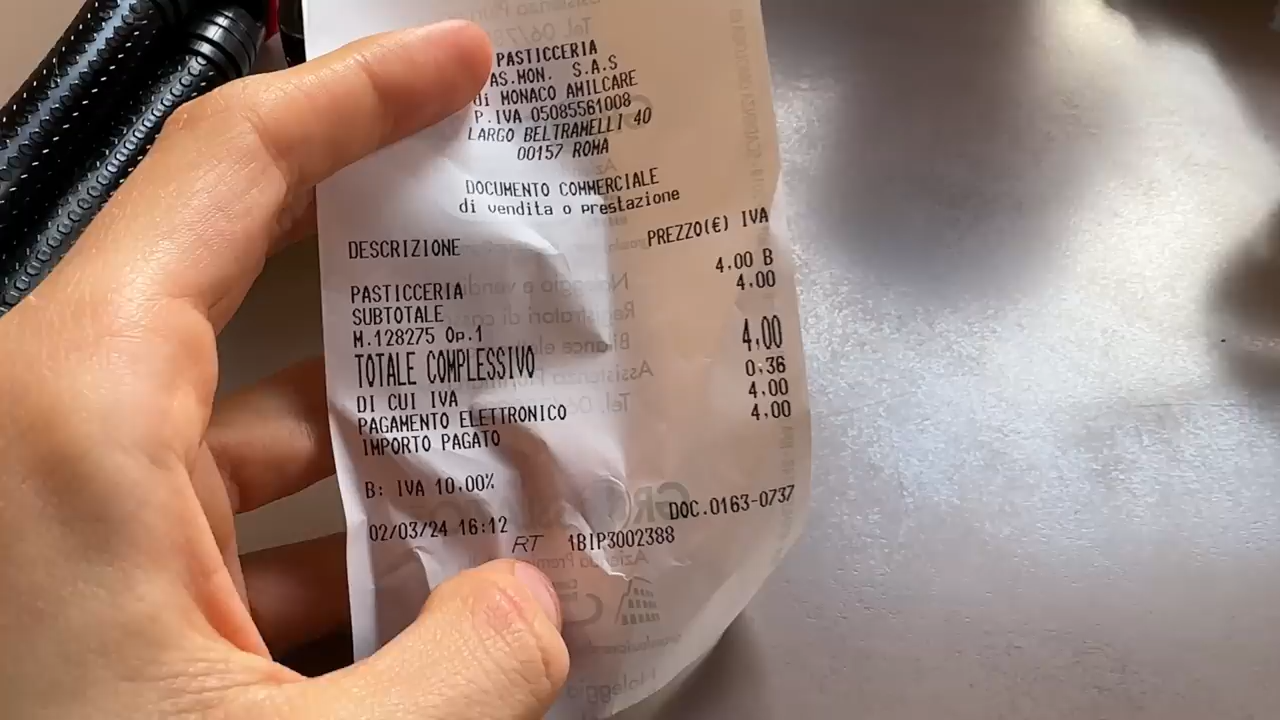 PASTICCERIA
AS.MON. S.A.S
di MONACO AMILCARE
P.IVA 05085561008
LARGO BELTRAMELLI 40
00157 ROMA
DOCUMENTO COMMERCIALE
di vendita o prestazione
DESCRIZIONE PREZZO(€) IVA
PASTICCERIA 4,00 B
SUBTOTALE 4,00
M.128275 Op.1
TOTALE COMPLESSIVO 4,00
DI CUI IVA 0,36
PAGAMENTO ELETTRONICO 4,00
IMPORTO PAGATO 4,00
B: IVA 10,00%
02/03/24 16:12 DOC.0163-0737
RT 1BIP3002388